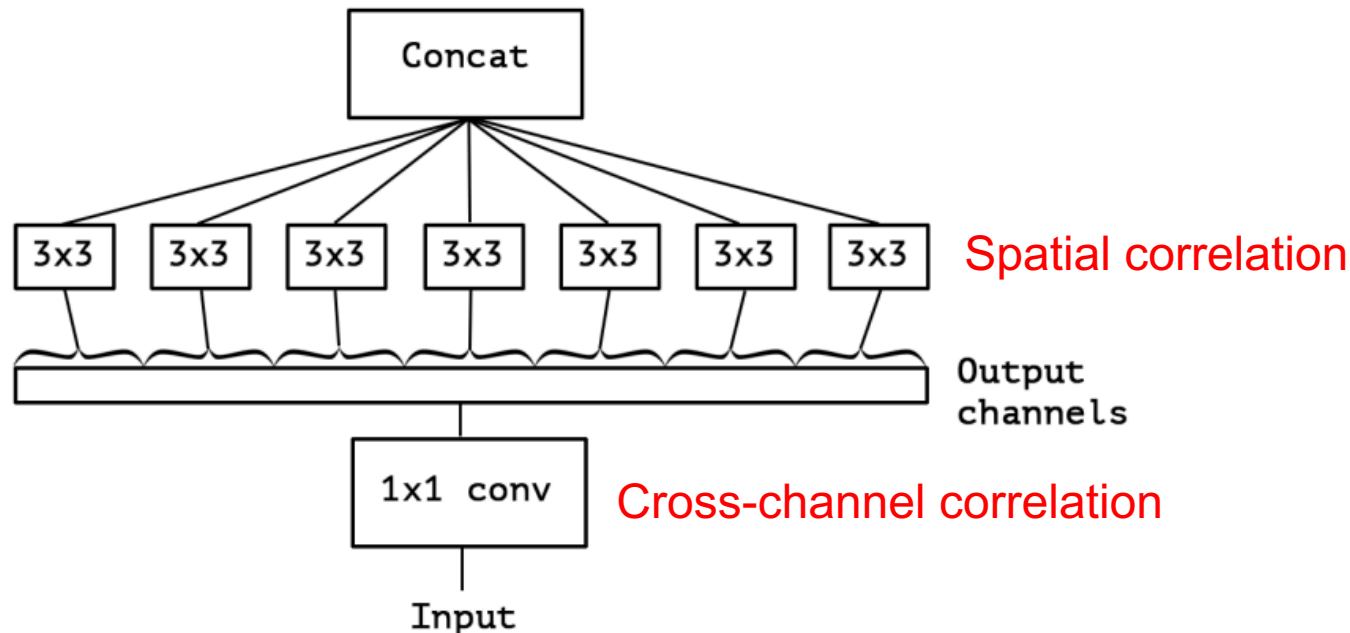 Concat
3x3 3x3 3x3 3x3 3x3 3x3 3x3 Spatial correlation
Output
channels
1x1 conv Cross-channel correlation
Input